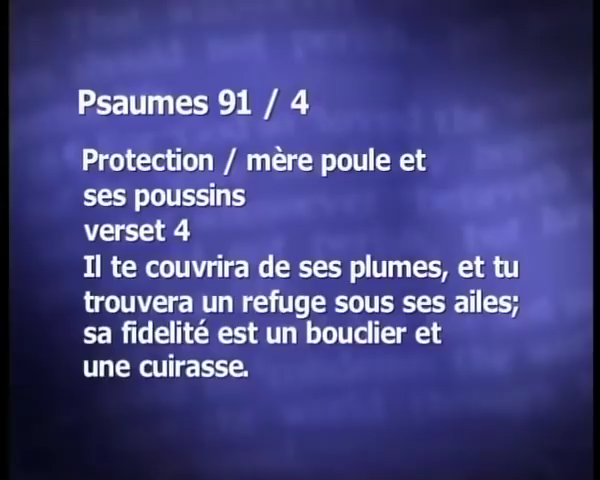 Psaumes 91 / 4
Protection / mère poule et
ses poussins
verset 4
Il te couvrira de ses plumes, et tu
trouvera un refuge sous ses ailes;
sa fidelité est un bouclier et
une cuirasse.